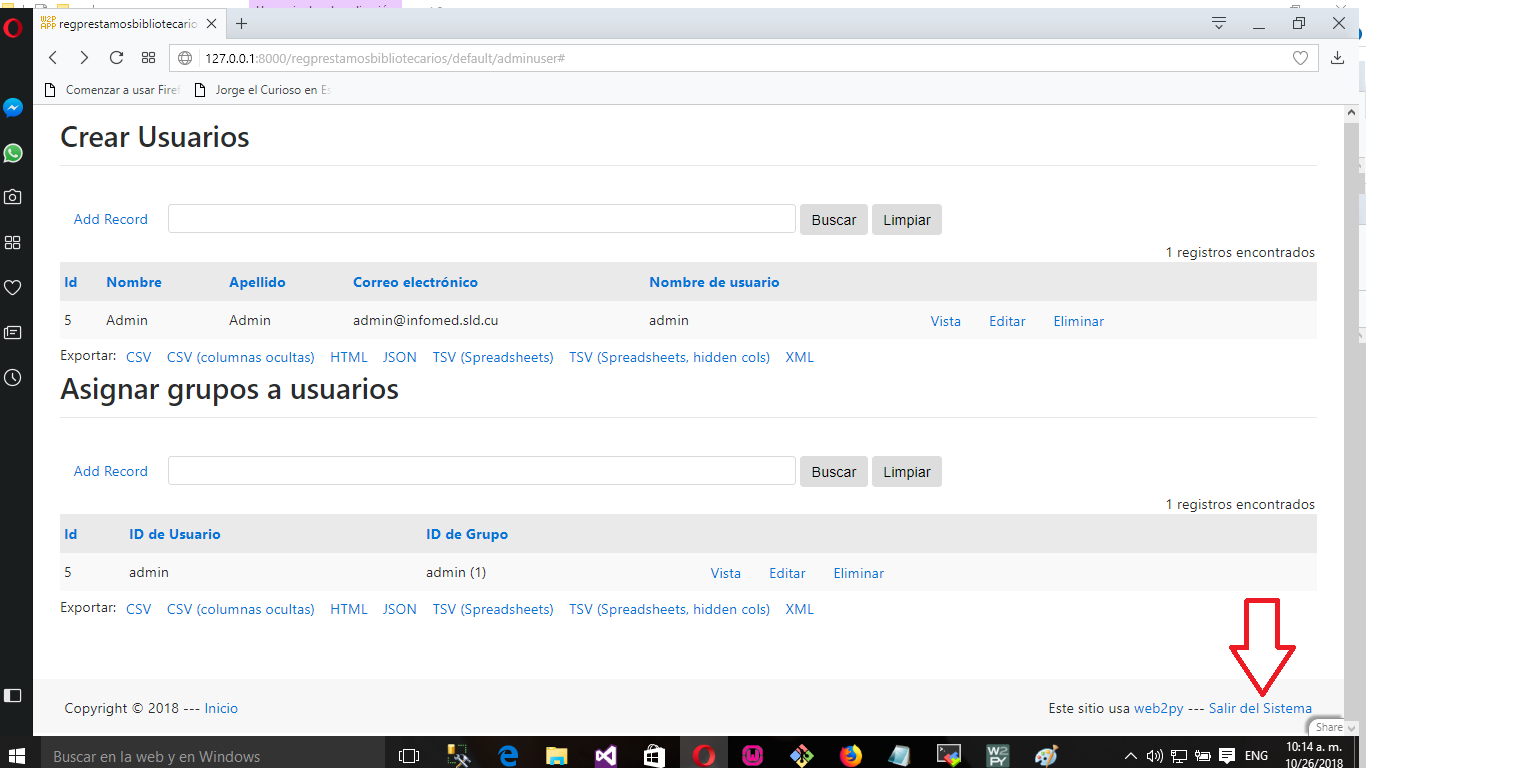 W2P
APP regprestamosbibliotecario
127.0.0.1:8000/regprestamosbibliotecarios/default/adminuser#
Comenzar a usar Firef Jorge el Curioso en Es
Crear Usuarios
Add Record Buscar Limpiar
1 registros encontrados
Id Nombre Apellido Correo electrónico Nombre de usuario
5 Admin Admin admin@infomed.sld.cu admin Vista Editar Eliminar
Exportar: CSV CSV (columnas ocultas) HTML JSON TSV (Spreadsheets) TSV (Spreadsheets, hidden cols) XML
Asignar grupos a usuarios
Add Record Buscar Limpiar
1 registros encontrados
Id ID de Usuario ID de Grupo
5 admin admin (1) Vista Editar Eliminar
Exportar: CSV CSV (columnas ocultas) HTML JSON TSV (Spreadsheets) TSV (Spreadsheets, hidden cols) XML
Copyright © 2018 --- Inicio Este sitio usa web2py --- Salir del Sistema
Share
Buscar en la web y en Windows W2 PY ENG 10:14 a. m.
10/26/2018